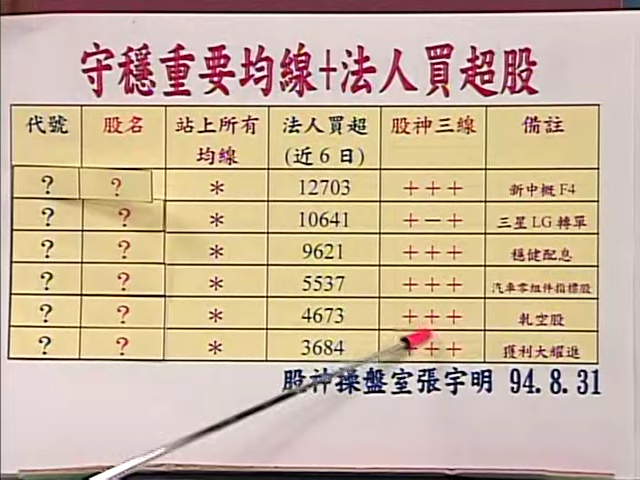 守穩重要均線+法人買超股
代號 股名 站上所有均線 法人買超(近6日) 股神三線 備註
? ? * 12703 +++ 新中概F4
? ? * 10641 +−+ 三星LG轉單
? ? * 9621 +++ 穩健配息
? ? * 5537 +++ 汽車零組件指標股
? ? * 4673 +++ 軋空股
? ? * 3684 +++ 獲利大躍進
股神操盤室張宇明 94.8.31